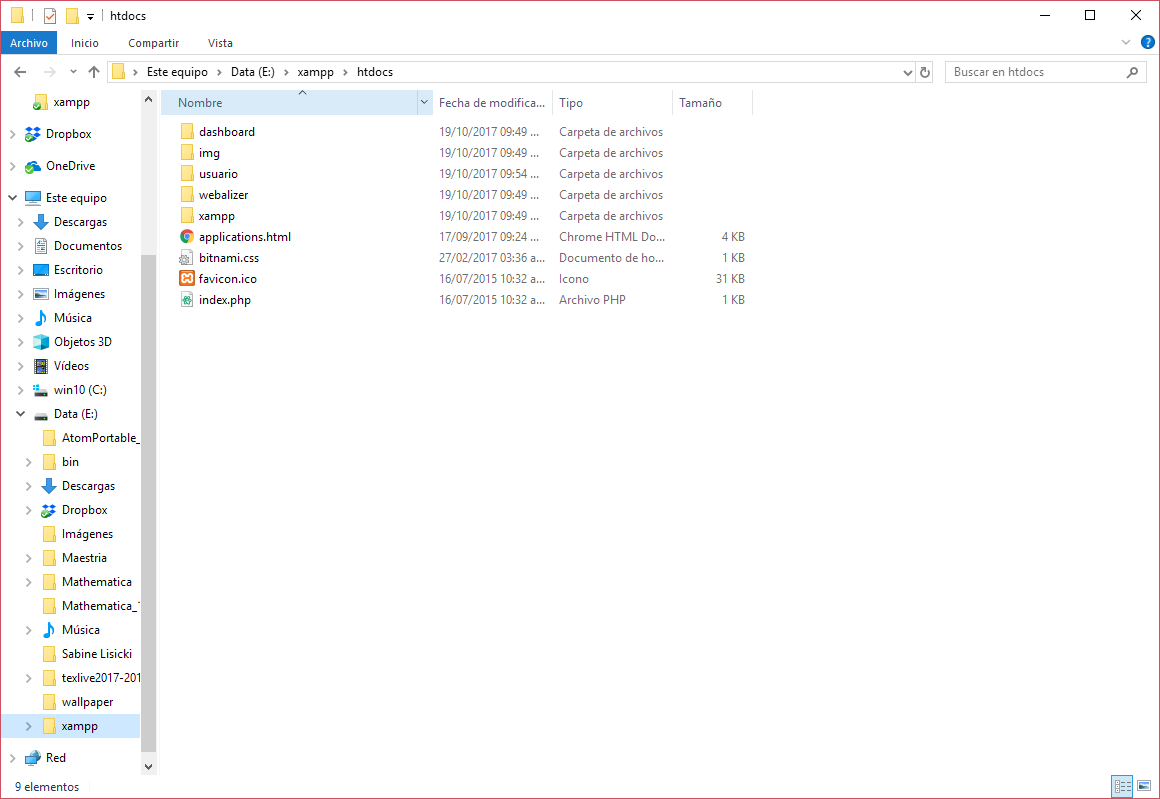 htdocs
Archivo Inicio Compartir Vista
Este equipo Data (E:) xampp htdocs Buscar en htdocs
Nombre Fecha de modifica... Tipo Tamaño
dashboard 19/10/2017 09:49 ... Carpeta de archivos
img 19/10/2017 09:49 ... Carpeta de archivos
usuario 19/10/2017 09:54 ... Carpeta de archivos
webalizer 19/10/2017 09:49 ... Carpeta de archivos
xampp 19/10/2017 09:49 ... Carpeta de archivos
applications.html 17/09/2017 09:24 ... Chrome HTML Do... 4 KB
bitnami.css 27/02/2017 03:36 a... Documento de ho... 1 KB
favicon.ico 16/07/2015 10:32 a... Icono 31 KB
index.php 16/07/2015 10:32 a... Archivo PHP 1 KB
xampp
Dropbox
OneDrive
Este equipo
Descargas
Documentos
Escritorio
Imágenes
Música
Objetos 3D
Vídeos
win10 (C:)
Data (E:)
AtomPortable_
bin
Descargas
Dropbox
Imágenes
Maestria
Mathematica
Mathematica_
Música
Sabine Lisicki
texlive2017-201
wallpaper
xampp
Red
9 elementos